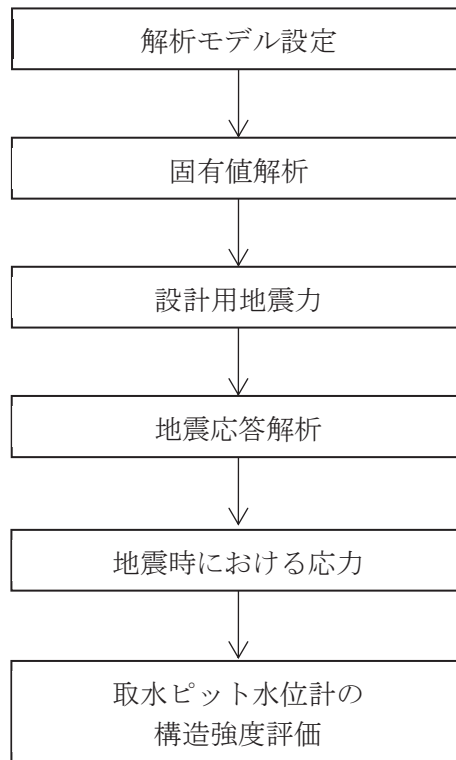 解析モデル設定
固有値解析
設計用地震力
地震応答解析
地震時における応力
取水ピット水位計の
構造強度評価